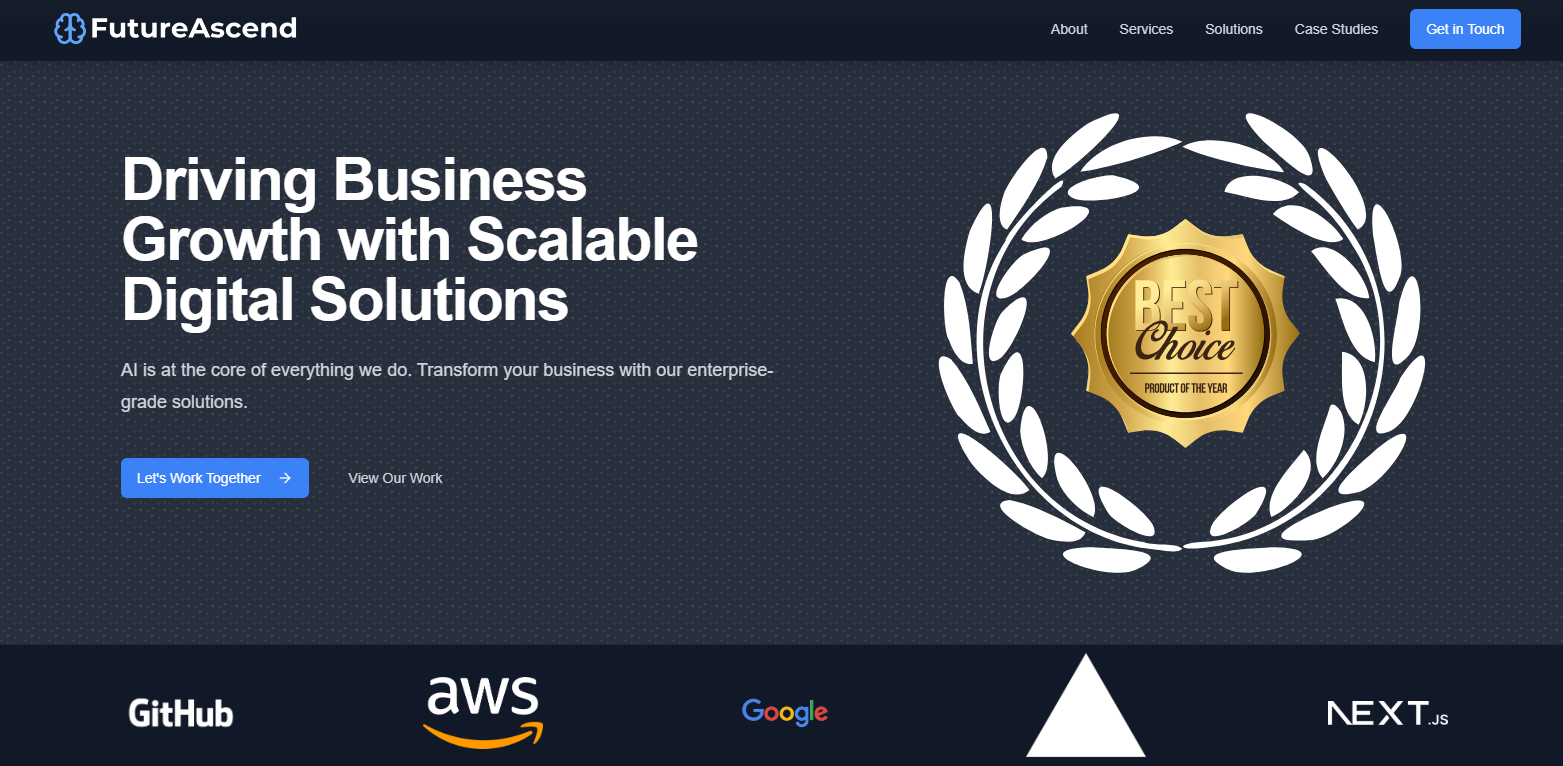 FutureAscend
About
Services
Solutions
Case Studies
Get in Touch
Driving Business
Growth with Scalable
Digital Solutions
AI is at the core of everything we do. Transform your business with our enterprise-
grade solutions.
Let's Work Together
View Our Work
BEST
Choice
PRODUCT OF THE YEAR
GitHub
aws
Google
NEXT.JS